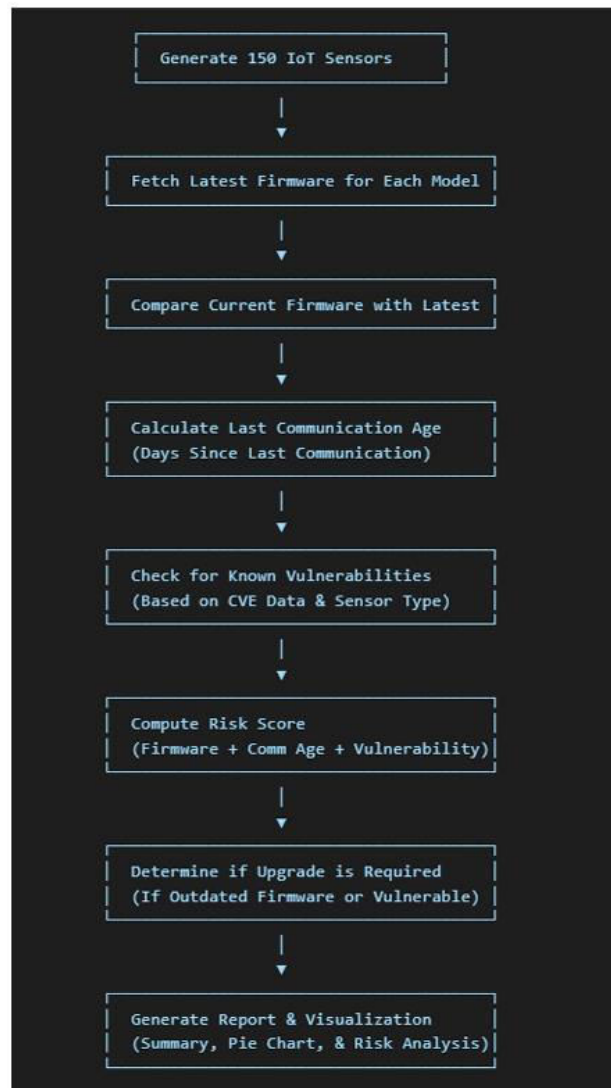 Generate 150 IoT Sensors
Fetch Latest Firmware for Each Model
Compare Current Firmware with Latest
Calculate Last Communication Age
(Days Since Last Communication)
Check for Known Vulnerabilities
(Based on CVE Data & Sensor Type)
Compute Risk Score
(Firmware + Comm Age + Vulnerability)
Determine if Upgrade is Required
(If Outdated Firmware or Vulnerable)
Generate Report & Visualization
(Summary, Pie Chart, & Risk Analysis)